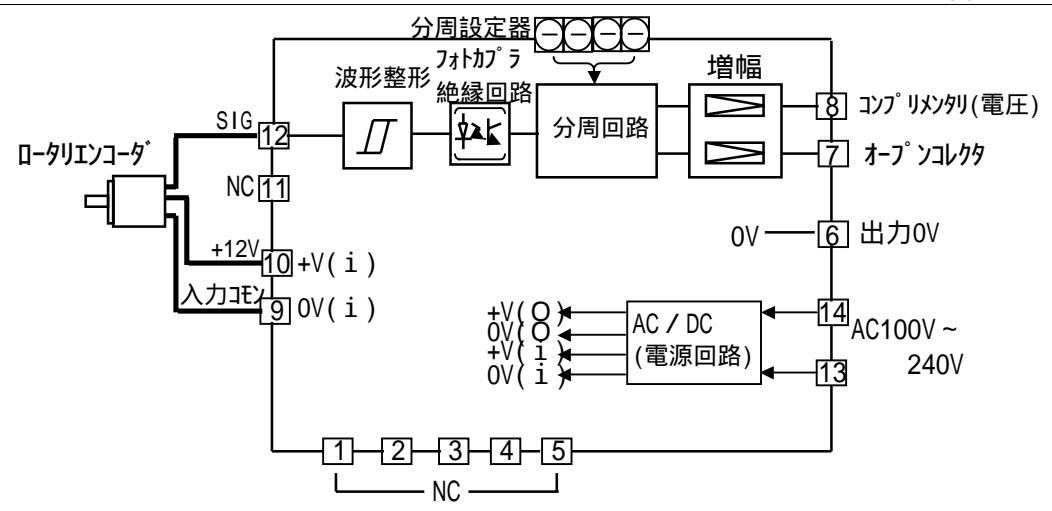 分周設定器
フォトカプラ
波形整形
絶縁回路
増幅
SIG
12
分周回路
8
コンプリメンタリ(電圧)
ロータリエンコーダ
7
オープンコレクタ
NC
11
0V
6
出力0V
+12V
10
+V(i)
入力コモン
9
0V(i)
+V(O)
0V(O)
+V(i)
0V(i)
AC/DC
(電源回路)
14
AC100V~
240V
13
1
2
3
4
5
NC